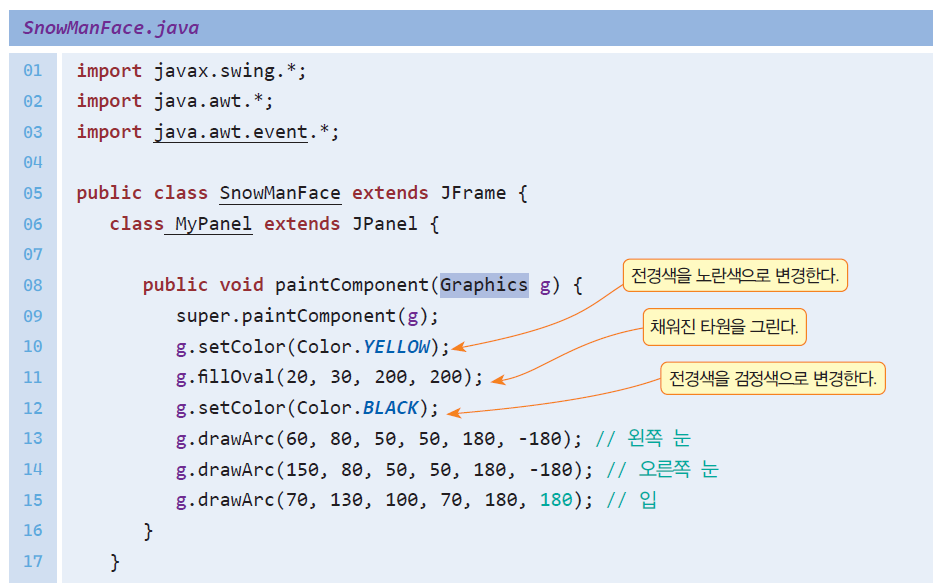 SnowManFace.java
01 import javax.swing.*;
02 import java.awt.*;
03 import java.awt.event.*;
04
05 public class SnowManFace extends JFrame {
06 class MyPanel extends JPanel {
07
08 public void paintComponent(Graphics g) {
전경색을 노란색으로 변경한다.
09 super.paintComponent(g);
채워진 타원을 그린다.
10 g.setColor(Color.YELLOW);
11 g.fillOval(20, 30, 200, 200);
전경색을 검정색으로 변경한다.
12 g.setColor(Color.BLACK);
13 g.drawArc(60, 80, 50, 50, 180, -180); // 왼쪽 눈
14 g.drawArc(150, 80, 50, 50, 180, -180); // 오른쪽 눈
15 g.drawArc(70, 130, 100, 70, 180, 180); // 입
16 }
17 }